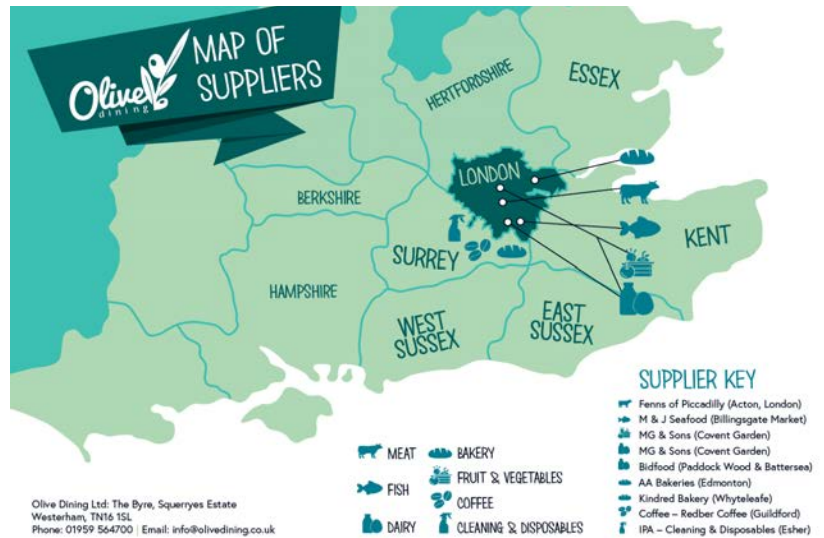 Olive
dining
MAP OF
SUPPLIERS
HERTFORDSHIRE
ESSEX
LONDON
BERKSHIRE
KENT
SURREY
HAMPSHIRE
WEST
SUSSEX
EAST
SUSSEX
SUPPLIER KEY
Fenns of Piccadilly (Acton, London)
M & J Seafood (Billingsgate Market)
MG & Sons (Covent Garden)
MG & Sons (Covent Garden)
Bidfood (Paddock Wood & Battersea)
AA Bakeries (Edmonton)
Kindred Bakery (Whyteleafe)
Coffee – Redber Coffee (Guildford)
IPA – Cleaning & Disposables (Esher)
MEAT
FISH
DAIRY
BAKERY
FRUIT & VEGETABLES
COFFEE
CLEANING & DISPOSABLES
Olive Dining Ltd: The Byre, Squerryes Estate
Westerham, TN16 1SL
Phone: 01959 564700 | Email: info@olivedining.co.uk